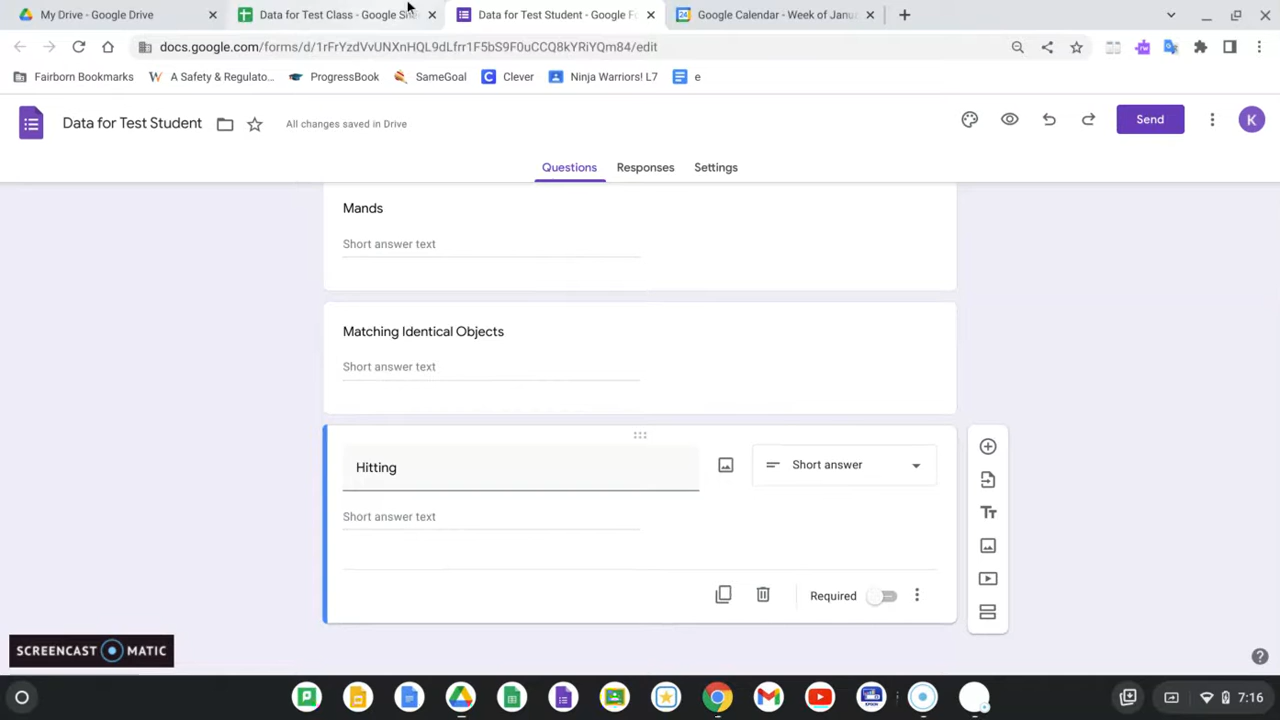 My Drive - Google Drive
Data for Test Class - Google She
Data for Test Student - Google F
Google Calendar - Week of Janu
docs.google.com/forms/d/1rFrYzdVvUNXnHQL9dLfrr1F5bS9F0uCCQ8kYRiYQm84/edit
Fairborn Bookmarks
A Safety & Regulato...
ProgressBook
SameGoal
Clever
Ninja Warriors! L7
e
Data for Test Student
All changes saved in Drive
Send
K
Questions
Responses
Settings
Mands
Short answer text
Matching Identical Objects
Short answer text
Hitting
Short answer
Short answer text
Required
SCREENCAST MATIC
7:16